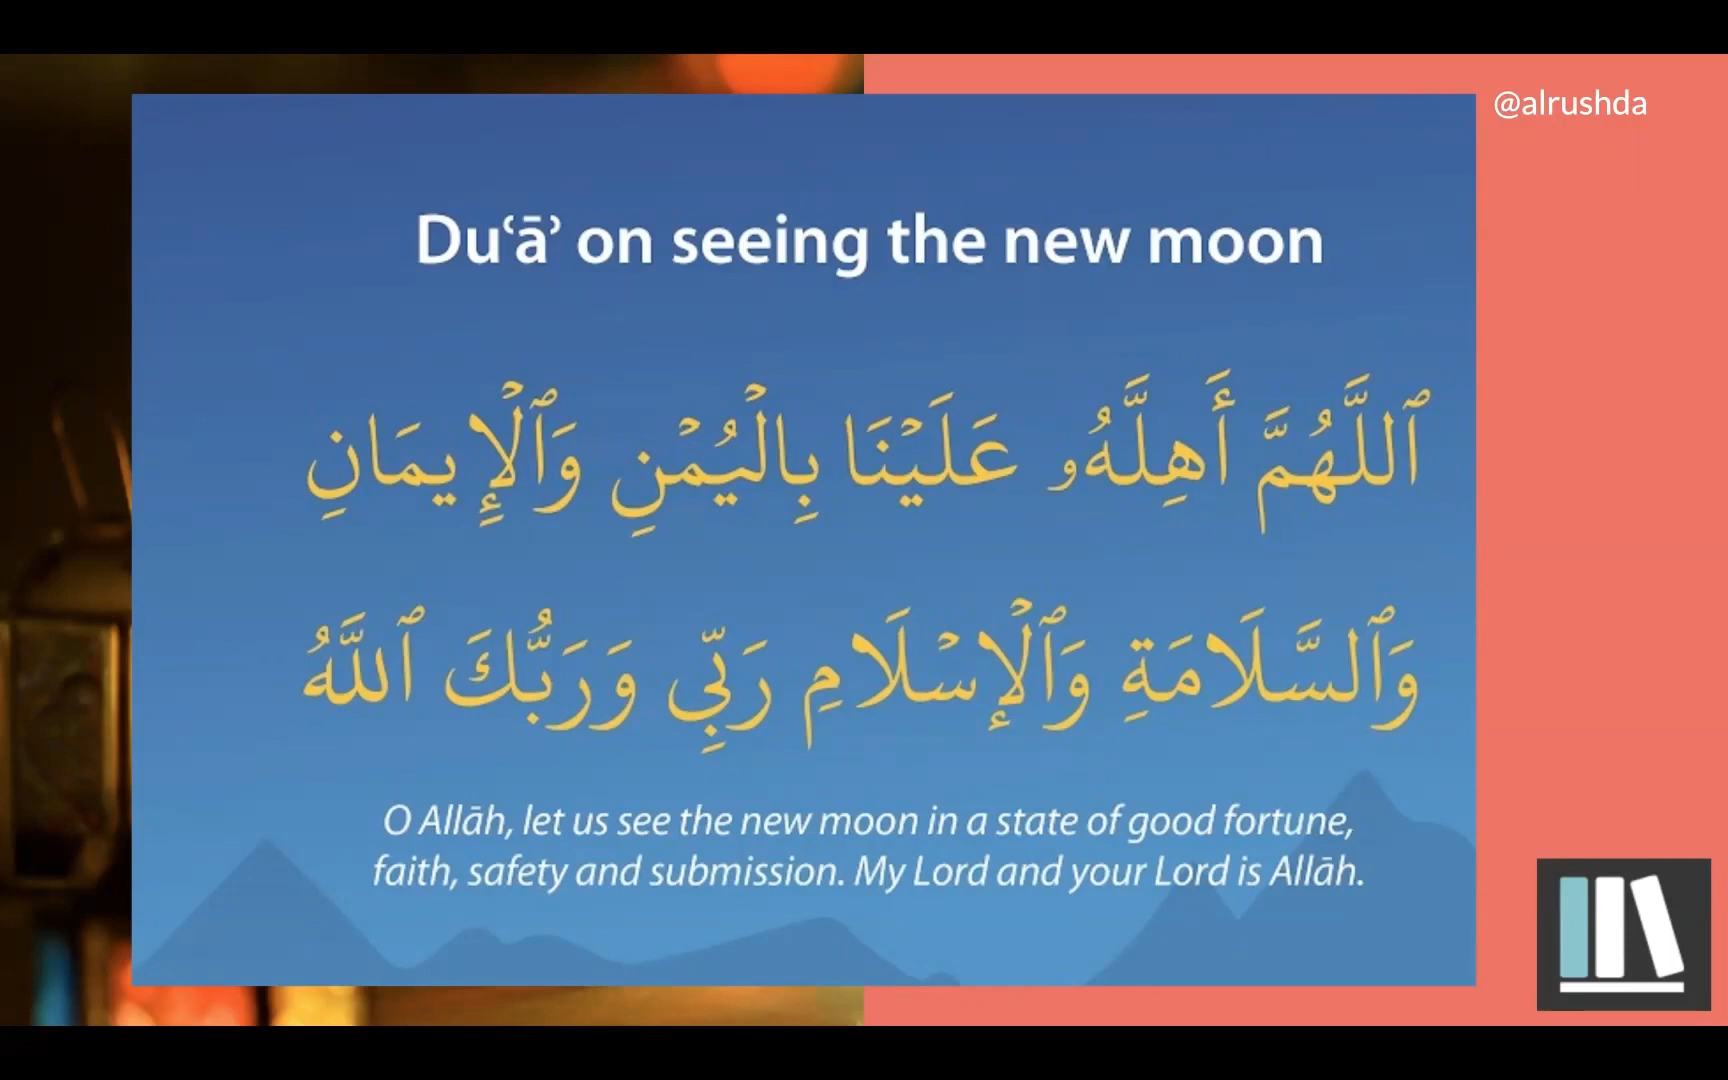 @alrushda
Duʿāʾ on seeing the new moon
ٱللَّهُمَّ أَهِلَّهُۥ عَلَيۡنَا بِالۡيُمۡنِ وَٱلۡإِيمَانِ
وَٱلسَّلَامَةِ وَٱلۡإِسۡلَامِ رَبِّي وَرَبُّكَ ٱللَّهُ
O Allāh, let us see the new moon in a state of good fortune,
faith, safety and submission. My Lord and your Lord is Allāh.